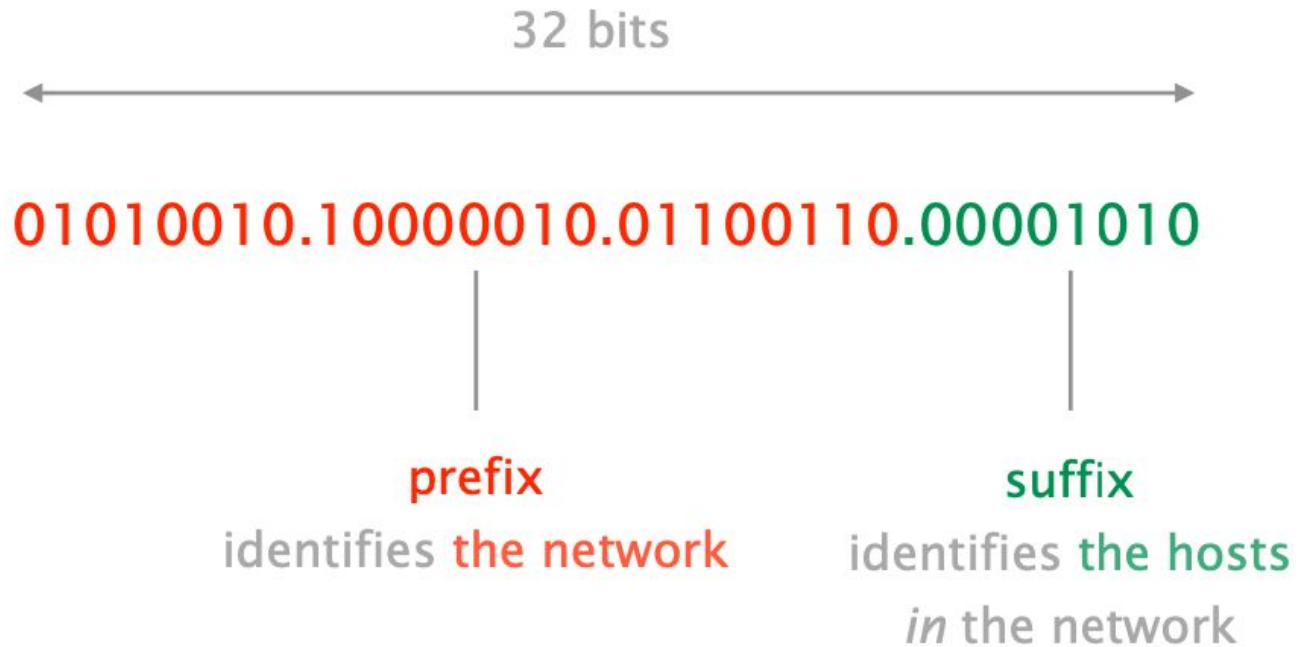 32 bits
01010010.10000010.01100110.00001010
prefix
identifies the network
suffix
identifies the hosts
in the network